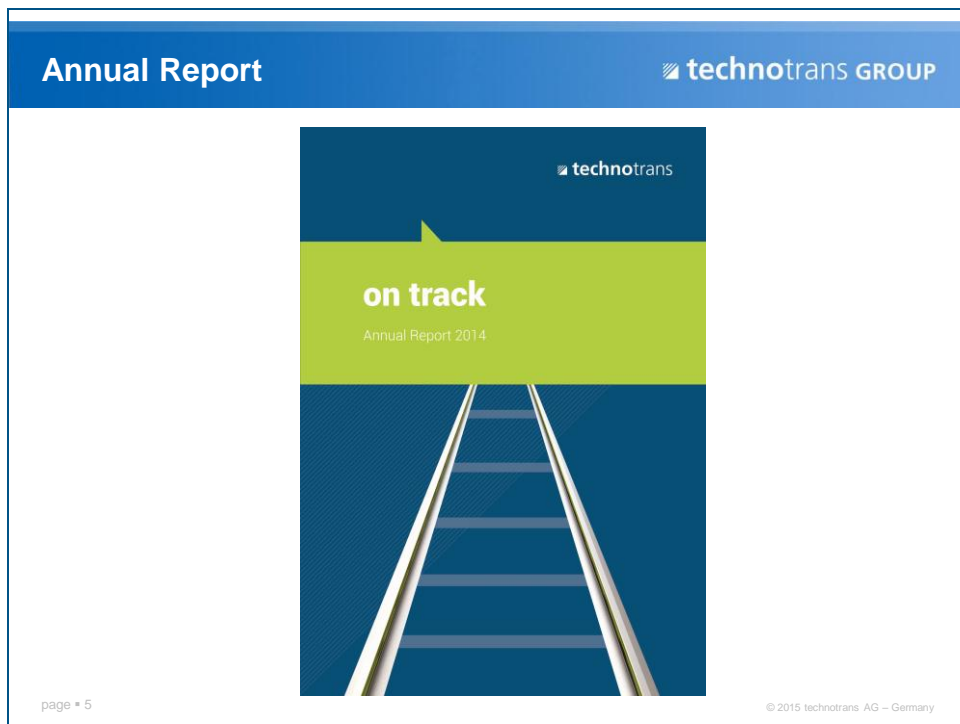 Annual Report
technotrans GROUP
technotrans
on track
Annual Report 2014
page ▪ 5
© 2015 technotrans AG – Germany